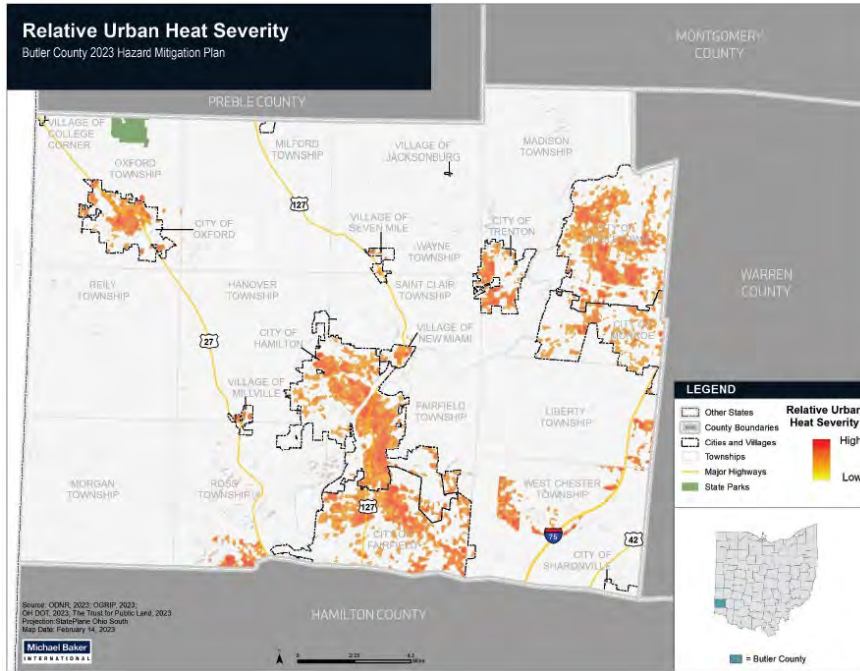 Relative Urban Heat Severity
Butler County 2023 Hazard Mitigation Plan
MONTGOMERY
COUNTY
PREBLE COUNTY
VILLAGE OF
COLLEGE
CORNER
OXFORD
TOWNSHIP
MILFORD
TOWNSHIP
VILLAGE OF
JACKSONBURG
MADISON
TOWNSHIP
127
CITY OF
OXFORD
VILLAGE OF
SEVEN MILE
WAYNE
TOWNSHIP
CITY OF
TRENTON
CITY OF
WARREN
COUNTY
REILY
TOWNSHIP
HANOVER
TOWNSHIP
SAINT CLAIR
TOWNSHIP
27
CITY OF
HAMILTON
VILLAGE OF
NEW MIAMI
CITY OF
MONROE
VILLAGE OF
MILLVILLE
FAIRFIELD
TOWNSHIP
LIBERTY
TOWNSHIP
MORGAN
TOWNSHIP
ROSS
TOWNSHIP
WEST CHESTER
TOWNSHIP
127
CITY OF
FAIRFIELD
75
42
CITY OF
SHARONVILLE
HAMILTON COUNTY
LEGEND
Other States
County Boundaries
Cities and Villages
Townships
Major Highways
State Parks
Relative Urban
Heat Severity
High
Low
= Butler County
Source: ODNR, 2023; OGRIP, 2023;
OH DOT, 2023; The Trust for Public Land, 2023
Projection:StatePlane Ohio South
Map Date: February 14, 2023
Michael Baker
INTERNATIONAL
0